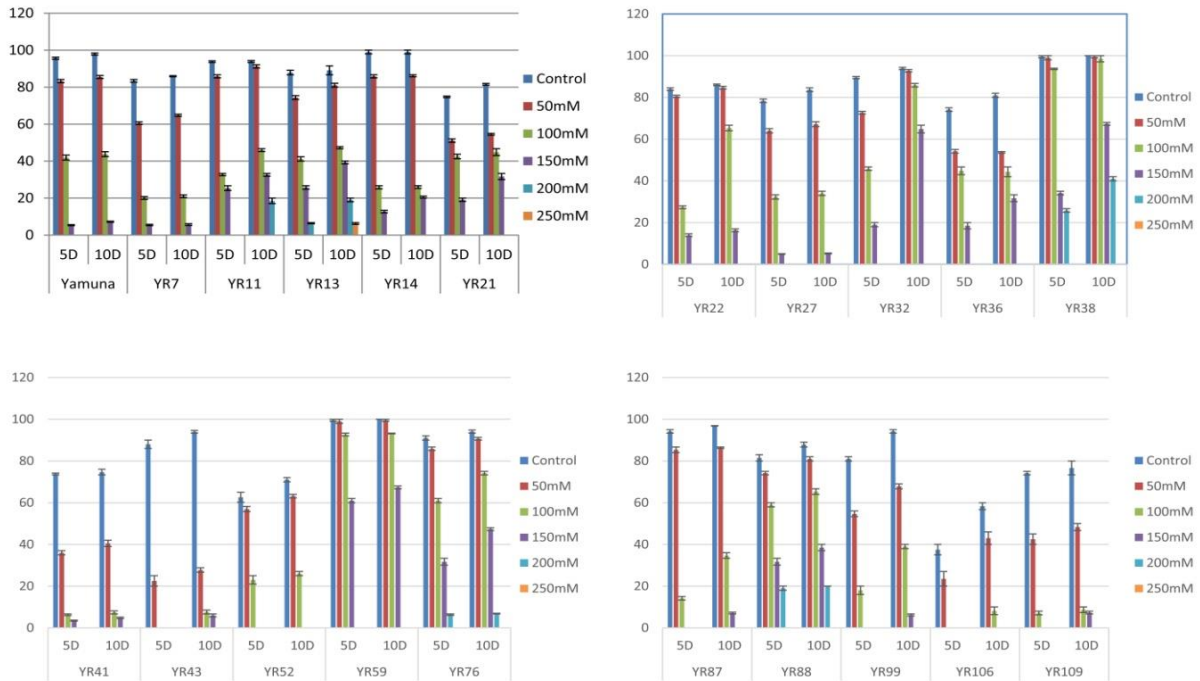 120
100
80
60
40
20
0
5D 10D 5D 10D 5D 10D 5D 10D 5D 10D 5D 10D
Yamuna YR7 YR11 YR13 YR14 YR21
Control
50mM
100mM
150mM
200mM
250mM
120
100
80
60
40
20
0
5D 10D 5D 10D 5D 10D 5D 10D 5D 10D
YR22 YR27 YR32 YR36 YR38
Control
50mM
100mM
150mM
200mM
250mM
120
100
80
60
40
20
0
5D 10D 5D 10D 5D 10D 5D 10D 5D 10D
YR41 YR43 YR52 YR59 YR76
Control
50mM
100mM
150mM
200mM
250mM
120
100
80
60
40
20
0
5D 10D 5D 10D 5D 10D 5D 10D 5D 10D
YR87 YR88 YR99 YR106 YR109
Control
50mM
100mM
150mM
200mM
250mM